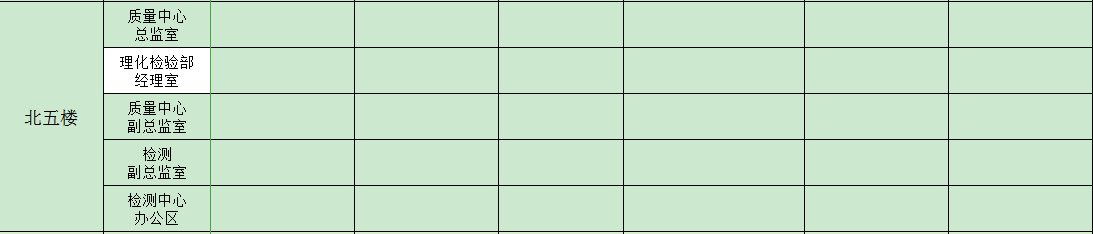 质量中心
总监室
理化检验部
经理室
北五楼
质量中心
副总监室
检测
副总监室
检测中心
办公区